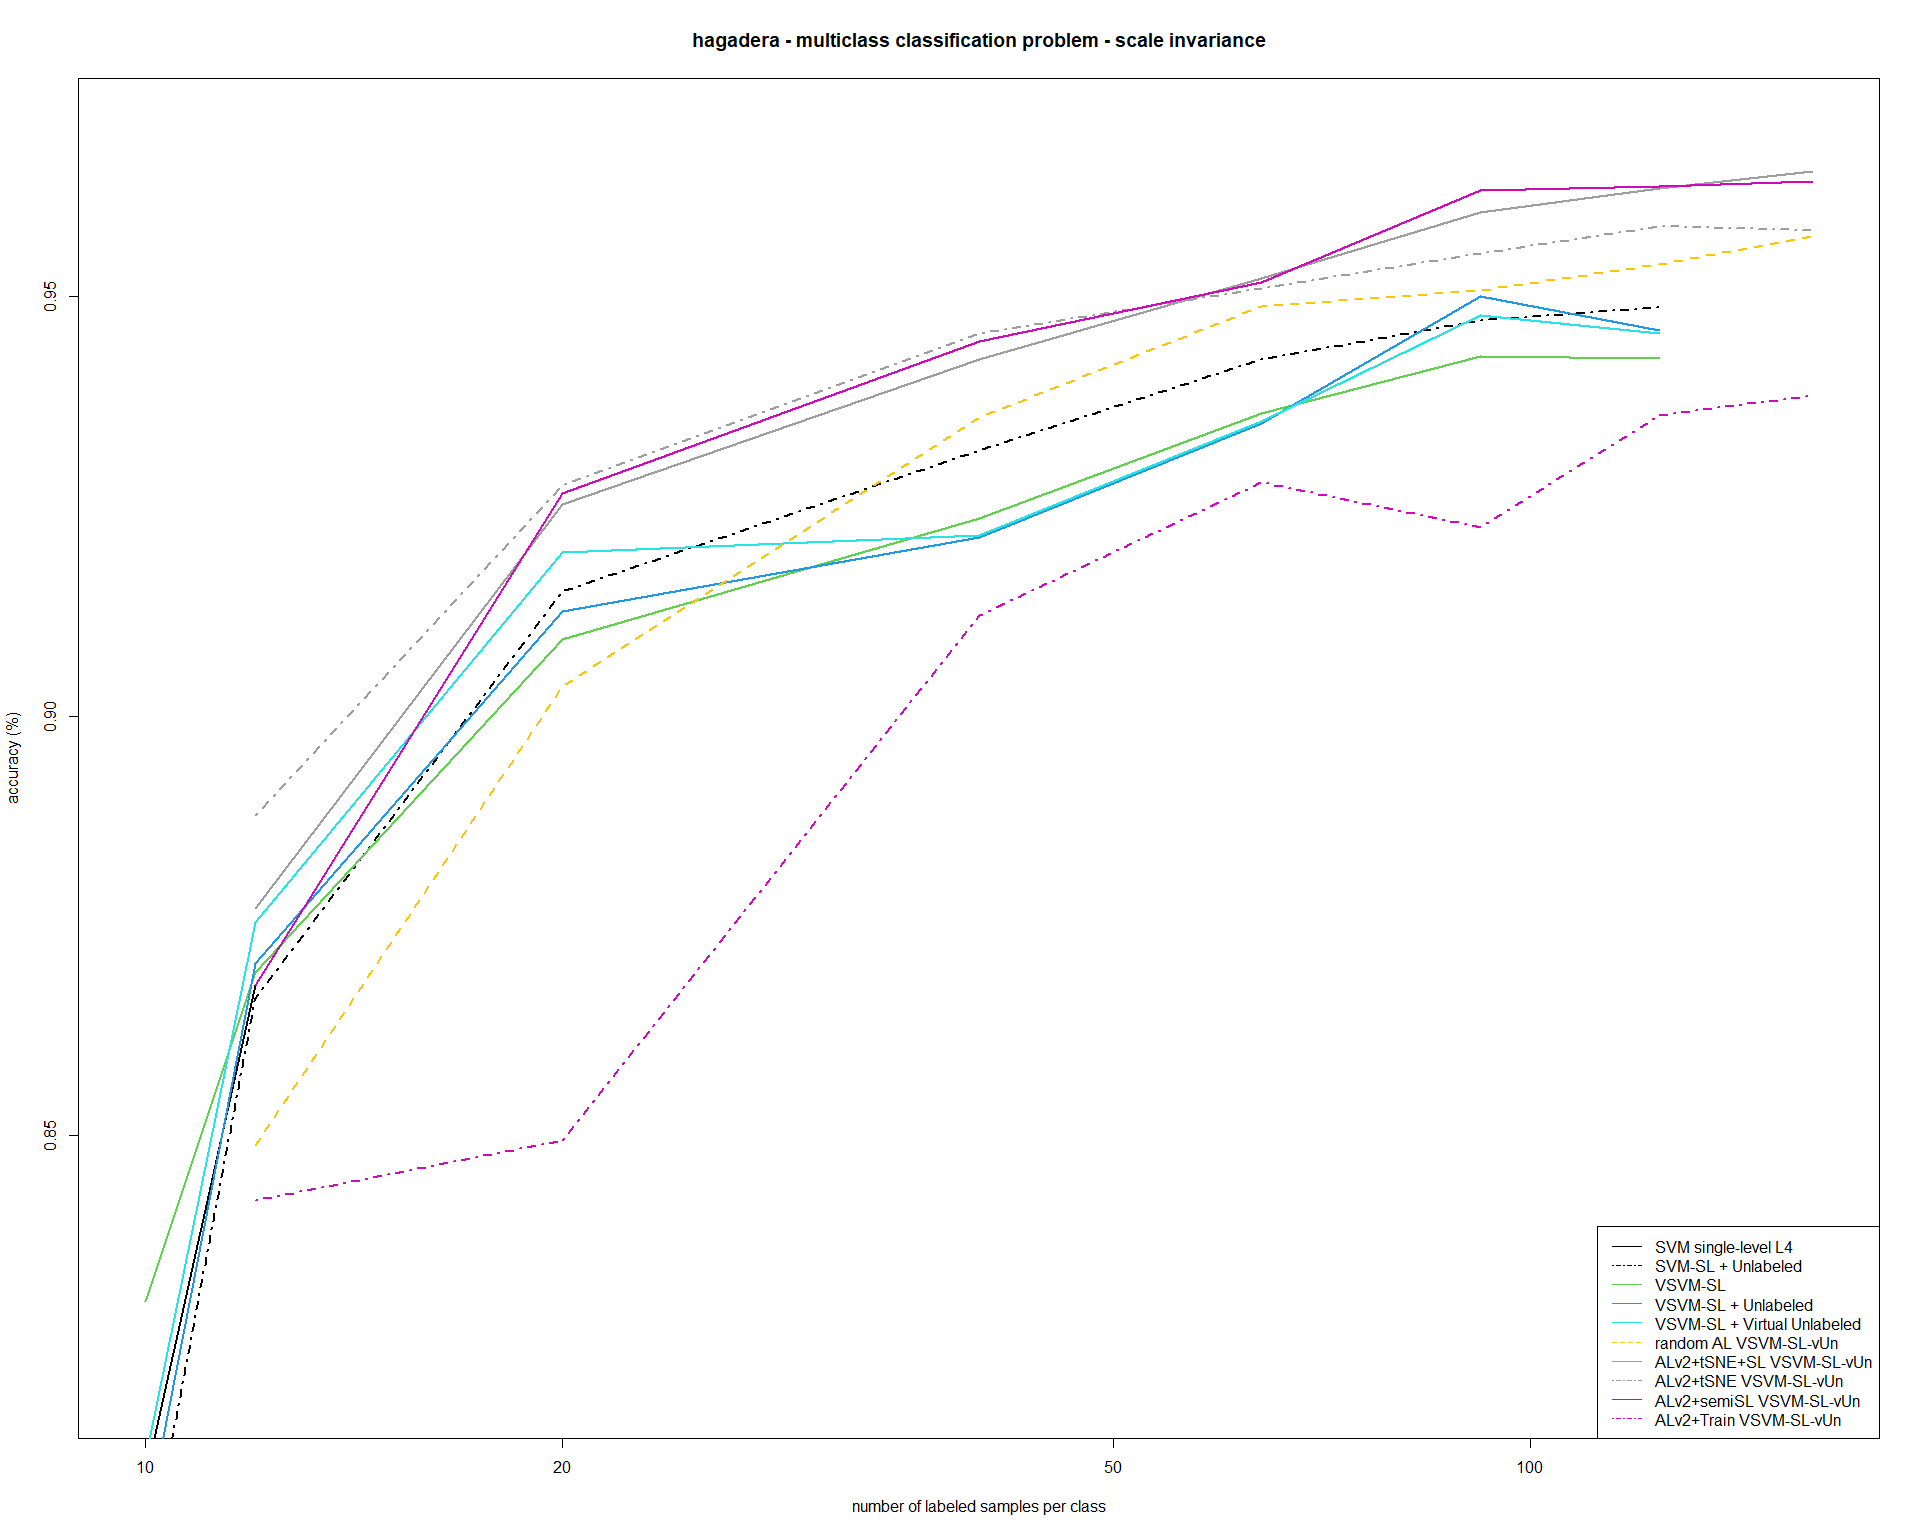 hagadera - multiclass classification problem - scale invariance
accuracy (%)
0.95
0.90
0.85
10
20
50
100
number of labeled samples per class
SVM single-level L4
SVM-SL + Unlabeled
VSVM-SL
VSVM-SL + Unlabeled
VSVM-SL + Virtual Unlabeled
random AL VSVM-SL-vUn
ALv2+tSNE+SL VSVM-SL-vUn
ALv2+tSNE VSVM-SL-vUn
ALv2+semiSL VSVM-SL-vUn
ALv2+Train VSVM-SL-vUn